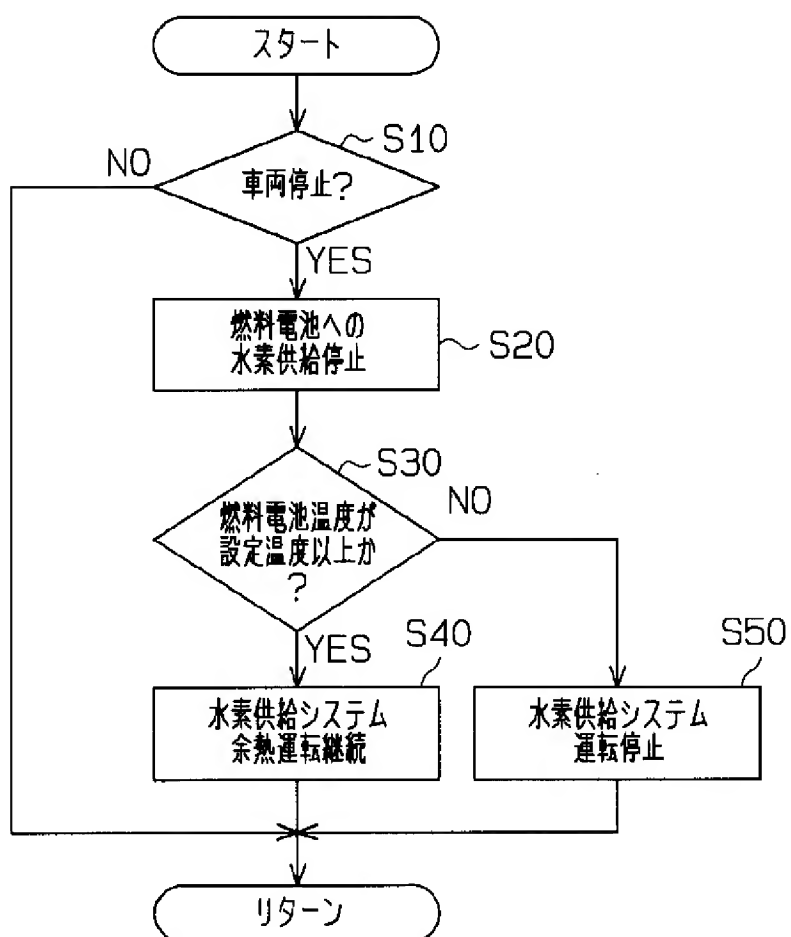 スタート
S10
NO
車両停止?
YES
燃料電池への
水素供給停止
S20
S30
NO
燃料電池温度が
設定温度以上か
?
YES
S40
S50
水素供給システム
余熱運転継続
水素供給システム
運転停止
リターン